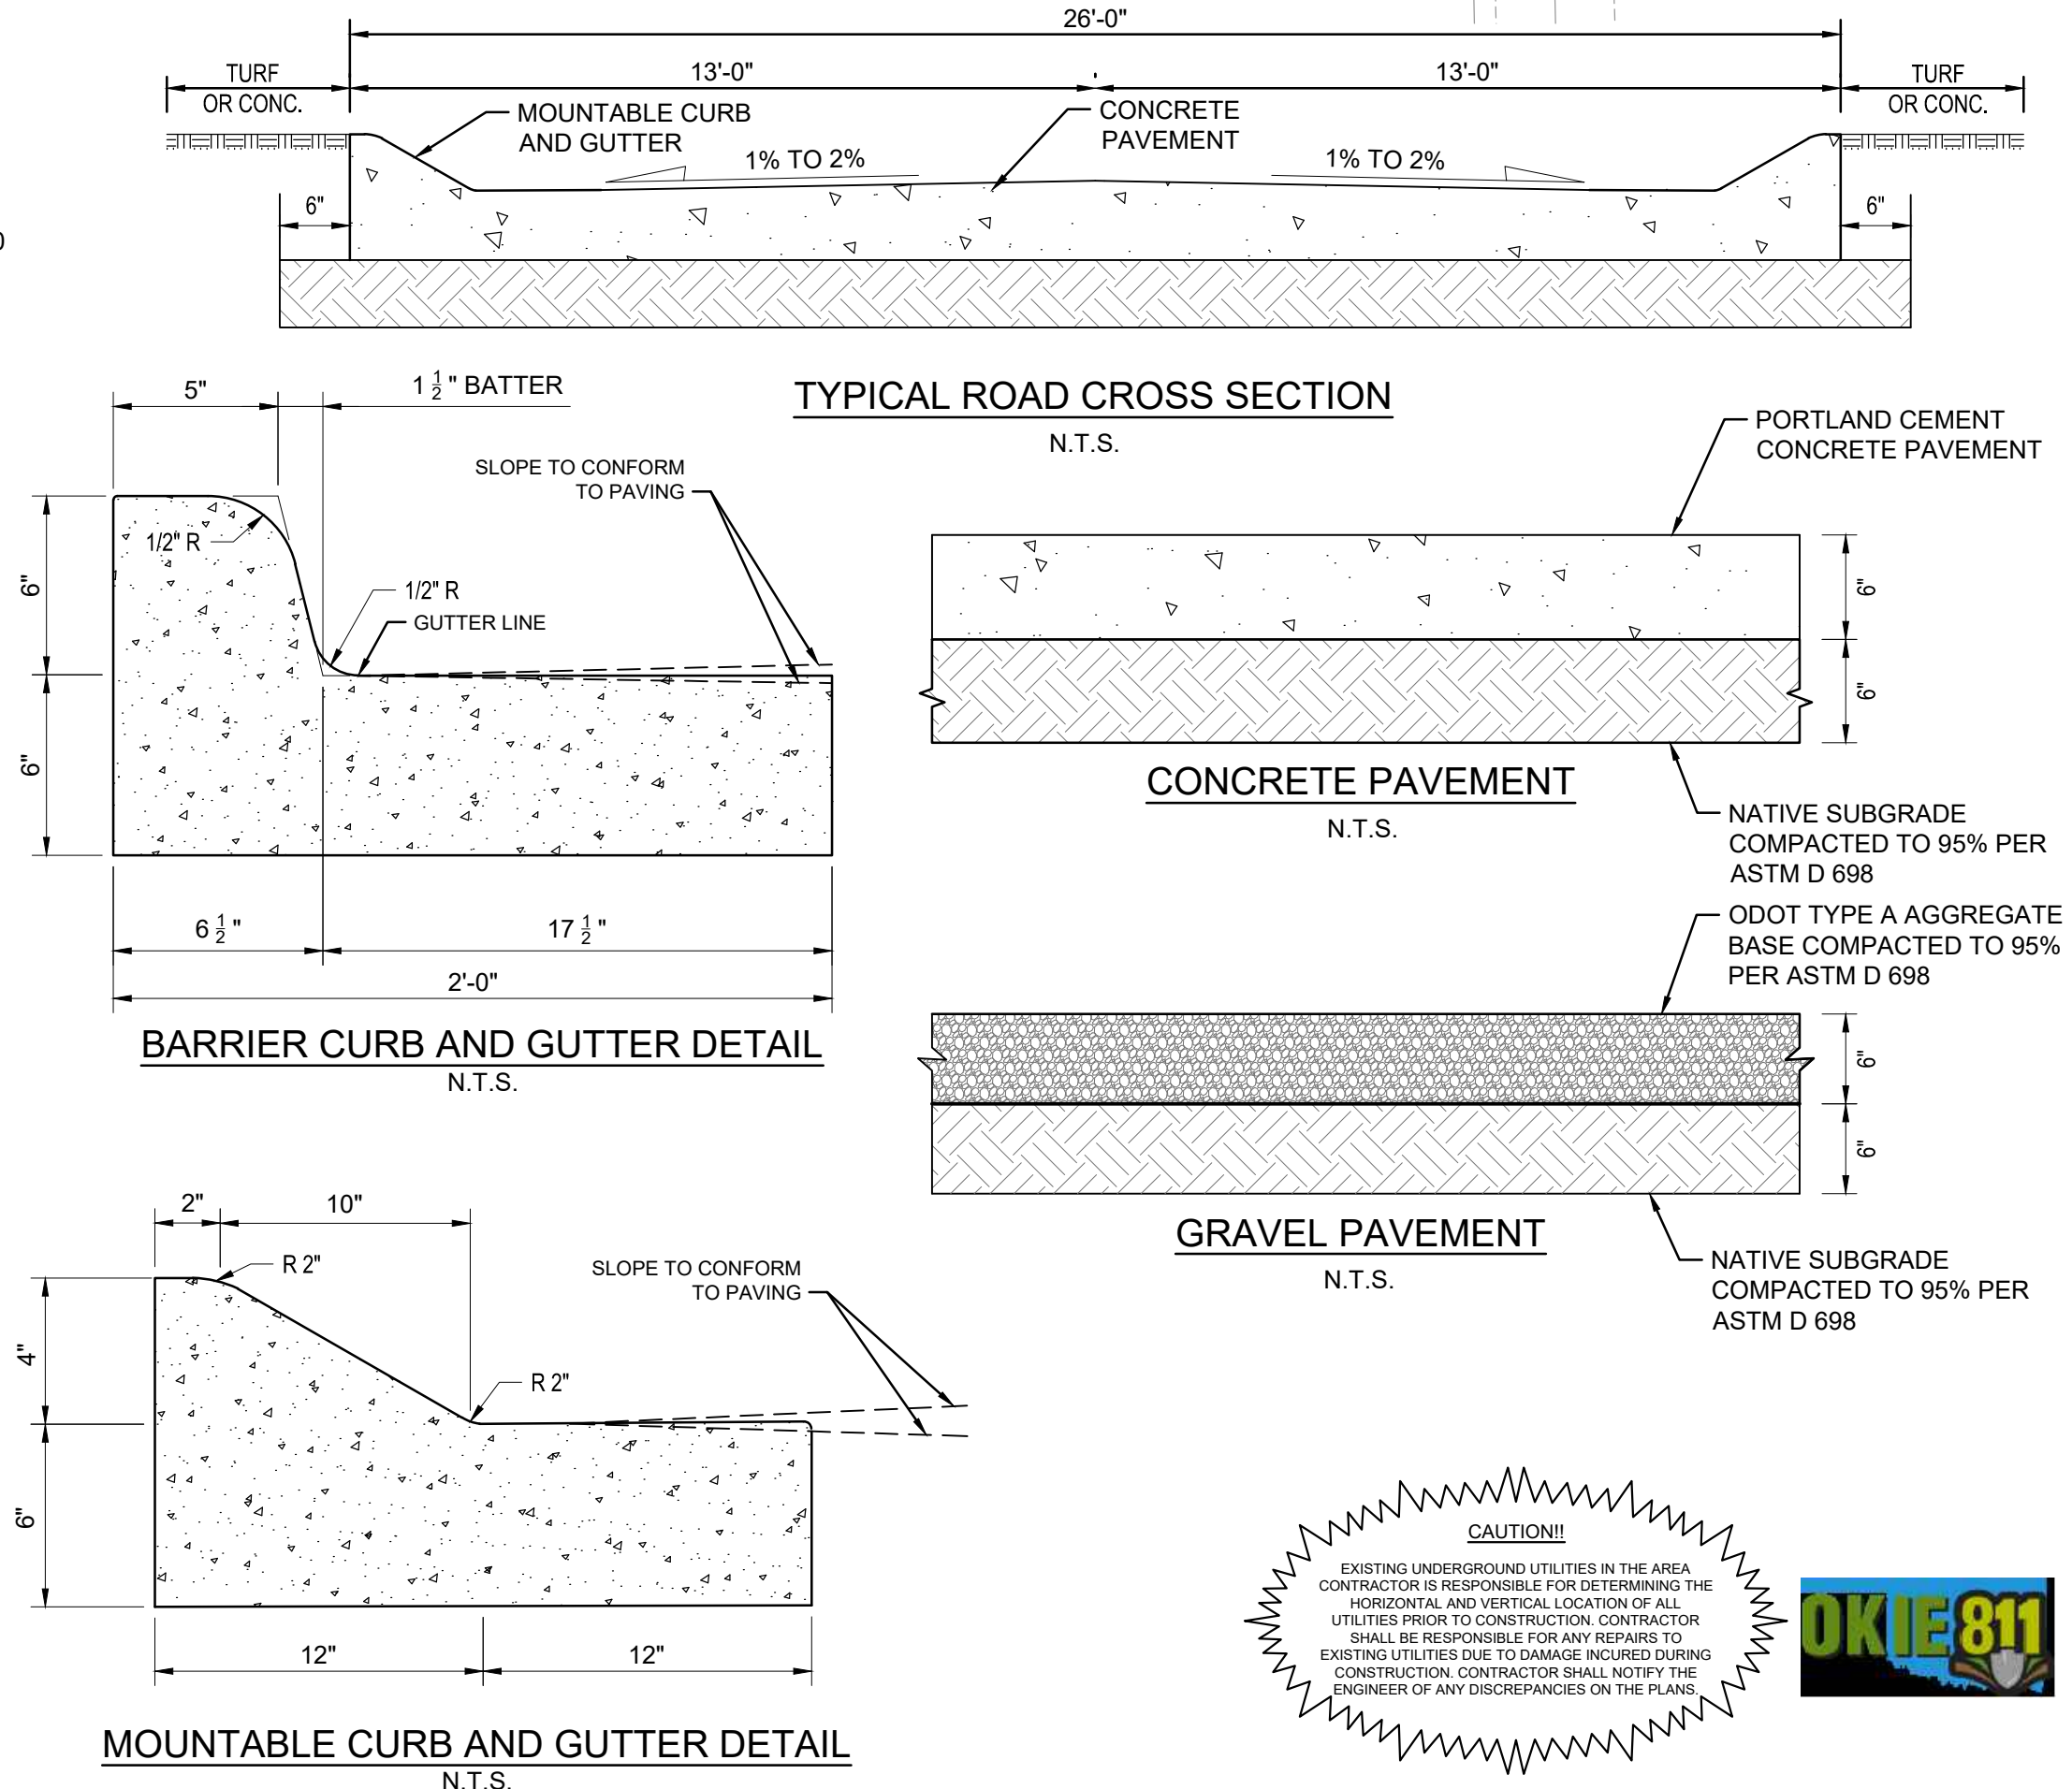 26'-0"
TURF
OR CONC.
13'-0"
13'-0"
TURF
OR CONC.
MOUNTABLE CURB
AND GUTTER
CONCRETE
PAVEMENT
1% TO 2%
1% TO 2%
6"
6"
TYPICAL ROAD CROSS SECTION
N.T.S.
5"
1 1/2" BATTER
SLOPE TO CONFORM
TO PAVING
1/2" R
1/2" R
GUTTER LINE
6"
6"
6 1/2"
17 1/2"
2'-0"
BARRIER CURB AND GUTTER DETAIL
N.T.S.
PORTLAND CEMENT
CONCRETE PAVEMENT
6"
6"
CONCRETE PAVEMENT
N.T.S.
NATIVE SUBGRADE
COMPACTED TO 95% PER
ASTM D 698
ODOT TYPE A AGGREGATE
BASE COMPACTED TO 95%
PER ASTM D 698
6"
6"
GRAVEL PAVEMENT
N.T.S.
NATIVE SUBGRADE
COMPACTED TO 95% PER
ASTM D 698
2"
10"
R 2"
SLOPE TO CONFORM
TO PAVING
R 2"
4"
6"
12"
12"
MOUNTABLE CURB AND GUTTER DETAIL
N.T.S.
CAUTION!!
EXISTING UNDERGROUND UTILITIES IN THE AREA
CONTRACTOR IS RESPONSIBLE FOR DETERMINING THE
HORIZONTAL AND VERTICAL LOCATION OF ALL
UTILITIES PRIOR TO CONSTRUCTION. CONTRACTOR
SHALL BE RESPONSIBLE FOR ANY REPAIRS TO
EXISTING UTILITIES DUE TO DAMAGE INCURED DURING
CONSTRUCTION. CONTRACTOR SHALL NOTIFY THE
ENGINEER OF ANY DISCREPANCIES ON THE PLANS.
OKIE811